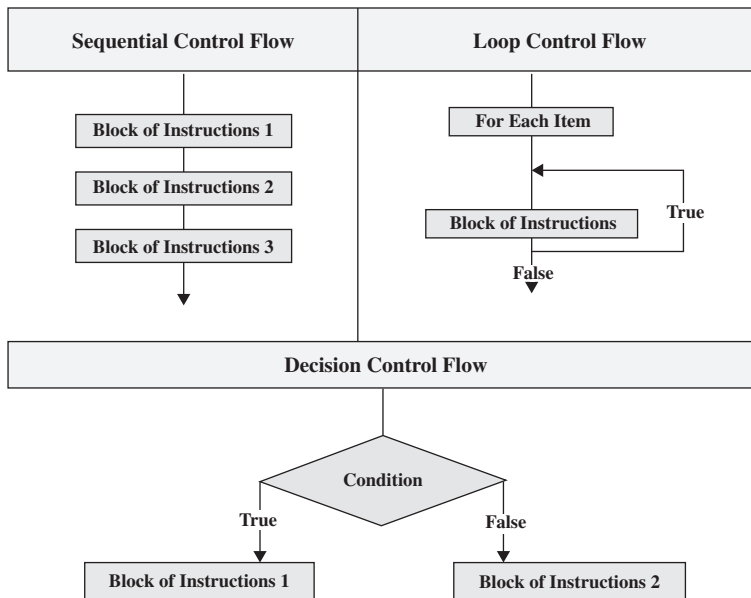 Sequential Control Flow
Block of Instructions 1
Block of Instructions 2
Block of Instructions 3
Loop Control Flow
For Each Item
True
Block of Instructions
False
Decision Control Flow
Condition
True
False
Block of Instructions 1
Block of Instructions 2